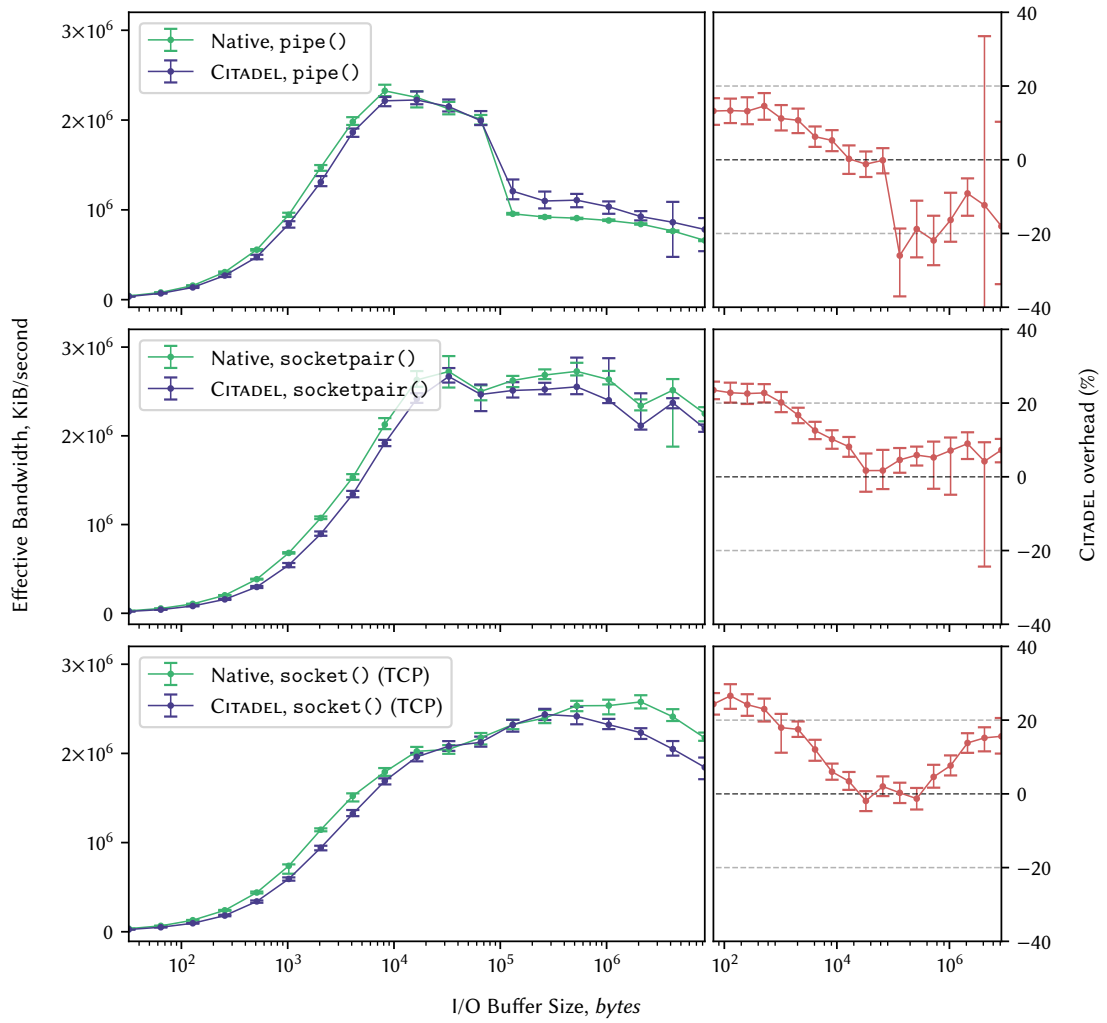 3×10⁶
2×10⁶
10⁶
0
Native, pipe()
CITADEL, pipe()
40
20
0
−20
−40
3×10⁶
2×10⁶
10⁶
0
Native, socketpair()
CITADEL, socketpair()
40
20
0
−20
−40
3×10⁶
2×10⁶
10⁶
0
Native, socket() (TCP)
CITADEL, socket() (TCP)
40
20
0
−20
−40
Effective Bandwidth, KiB/second
CITADEL overhead (%)
10² 10³ 10⁴ 10⁵ 10⁶
10² 10⁴ 10⁶
I/O Buffer Size, bytes